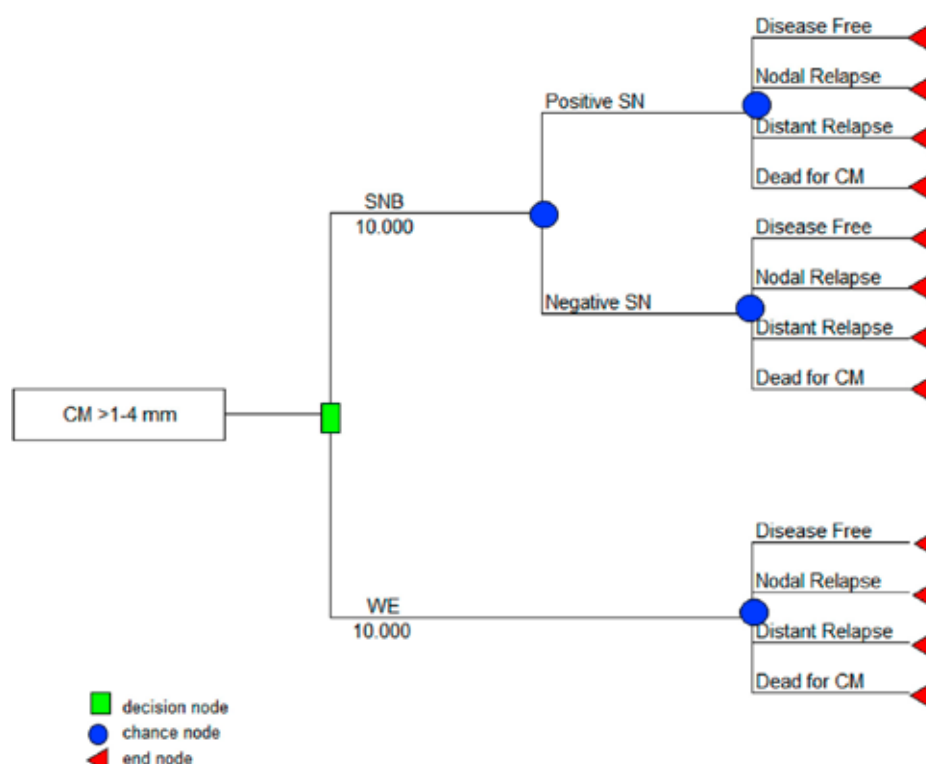 Disease Free
Nodal Relapse
Positive SN
Distant Relapse
Dead for CM
SNB
10.000
Disease Free
Nodal Relapse
Negative SN
Distant Relapse
Dead for CM
CM >1-4 mm
Disease Free
Nodal Relapse
WE
10.000
Distant Relapse
Dead for CM
decision node
chance node
end node